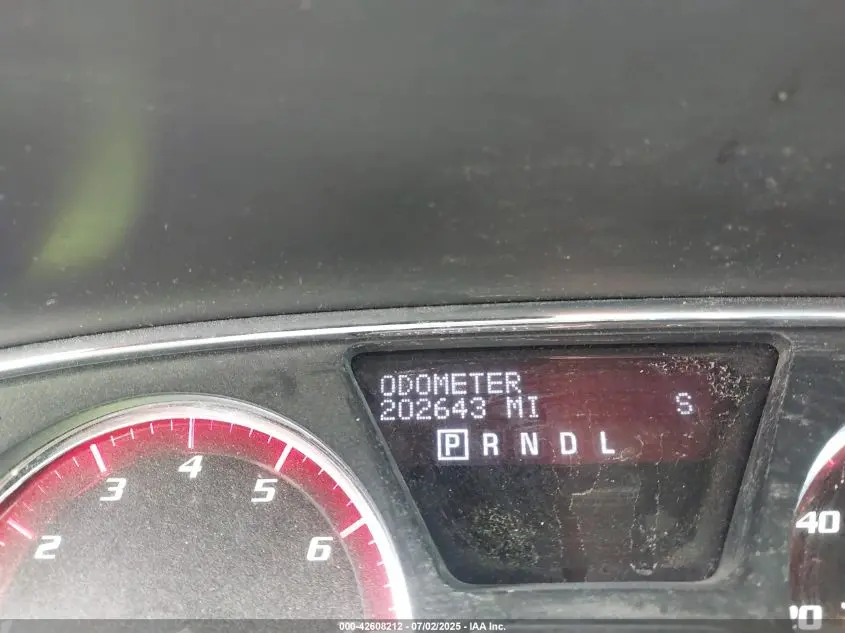 ODOMETER
202643 MI S
P R N D L
2 3 4 5 6
40
000-42608212 - 07/02/2025 - IAA Inc.